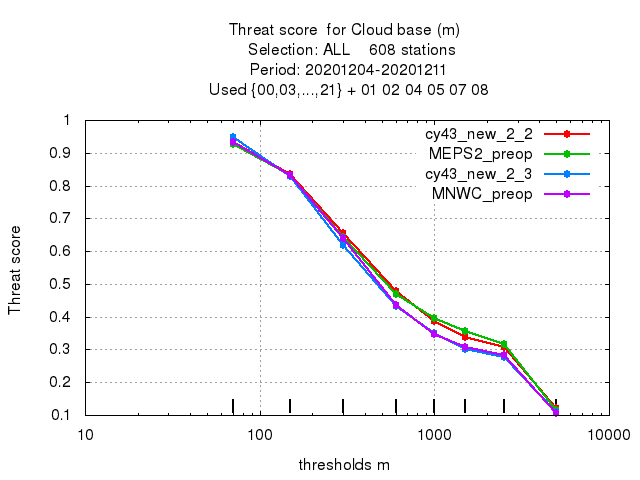 Threat score  for Cloud base (m)
Selection: ALL    608 stations
Period: 20201204-20201211
Used {00,03,...,21} + 01 02 04 05 07 08
1
0.9
0.8
0.7
0.6
0.5
0.4
0.3
0.2
0.1
Threat score
cy43_new_2_2
MEPS2_preop
cy43_new_2_3
MNWC_preop
10 100 1000 10000
thresholds m